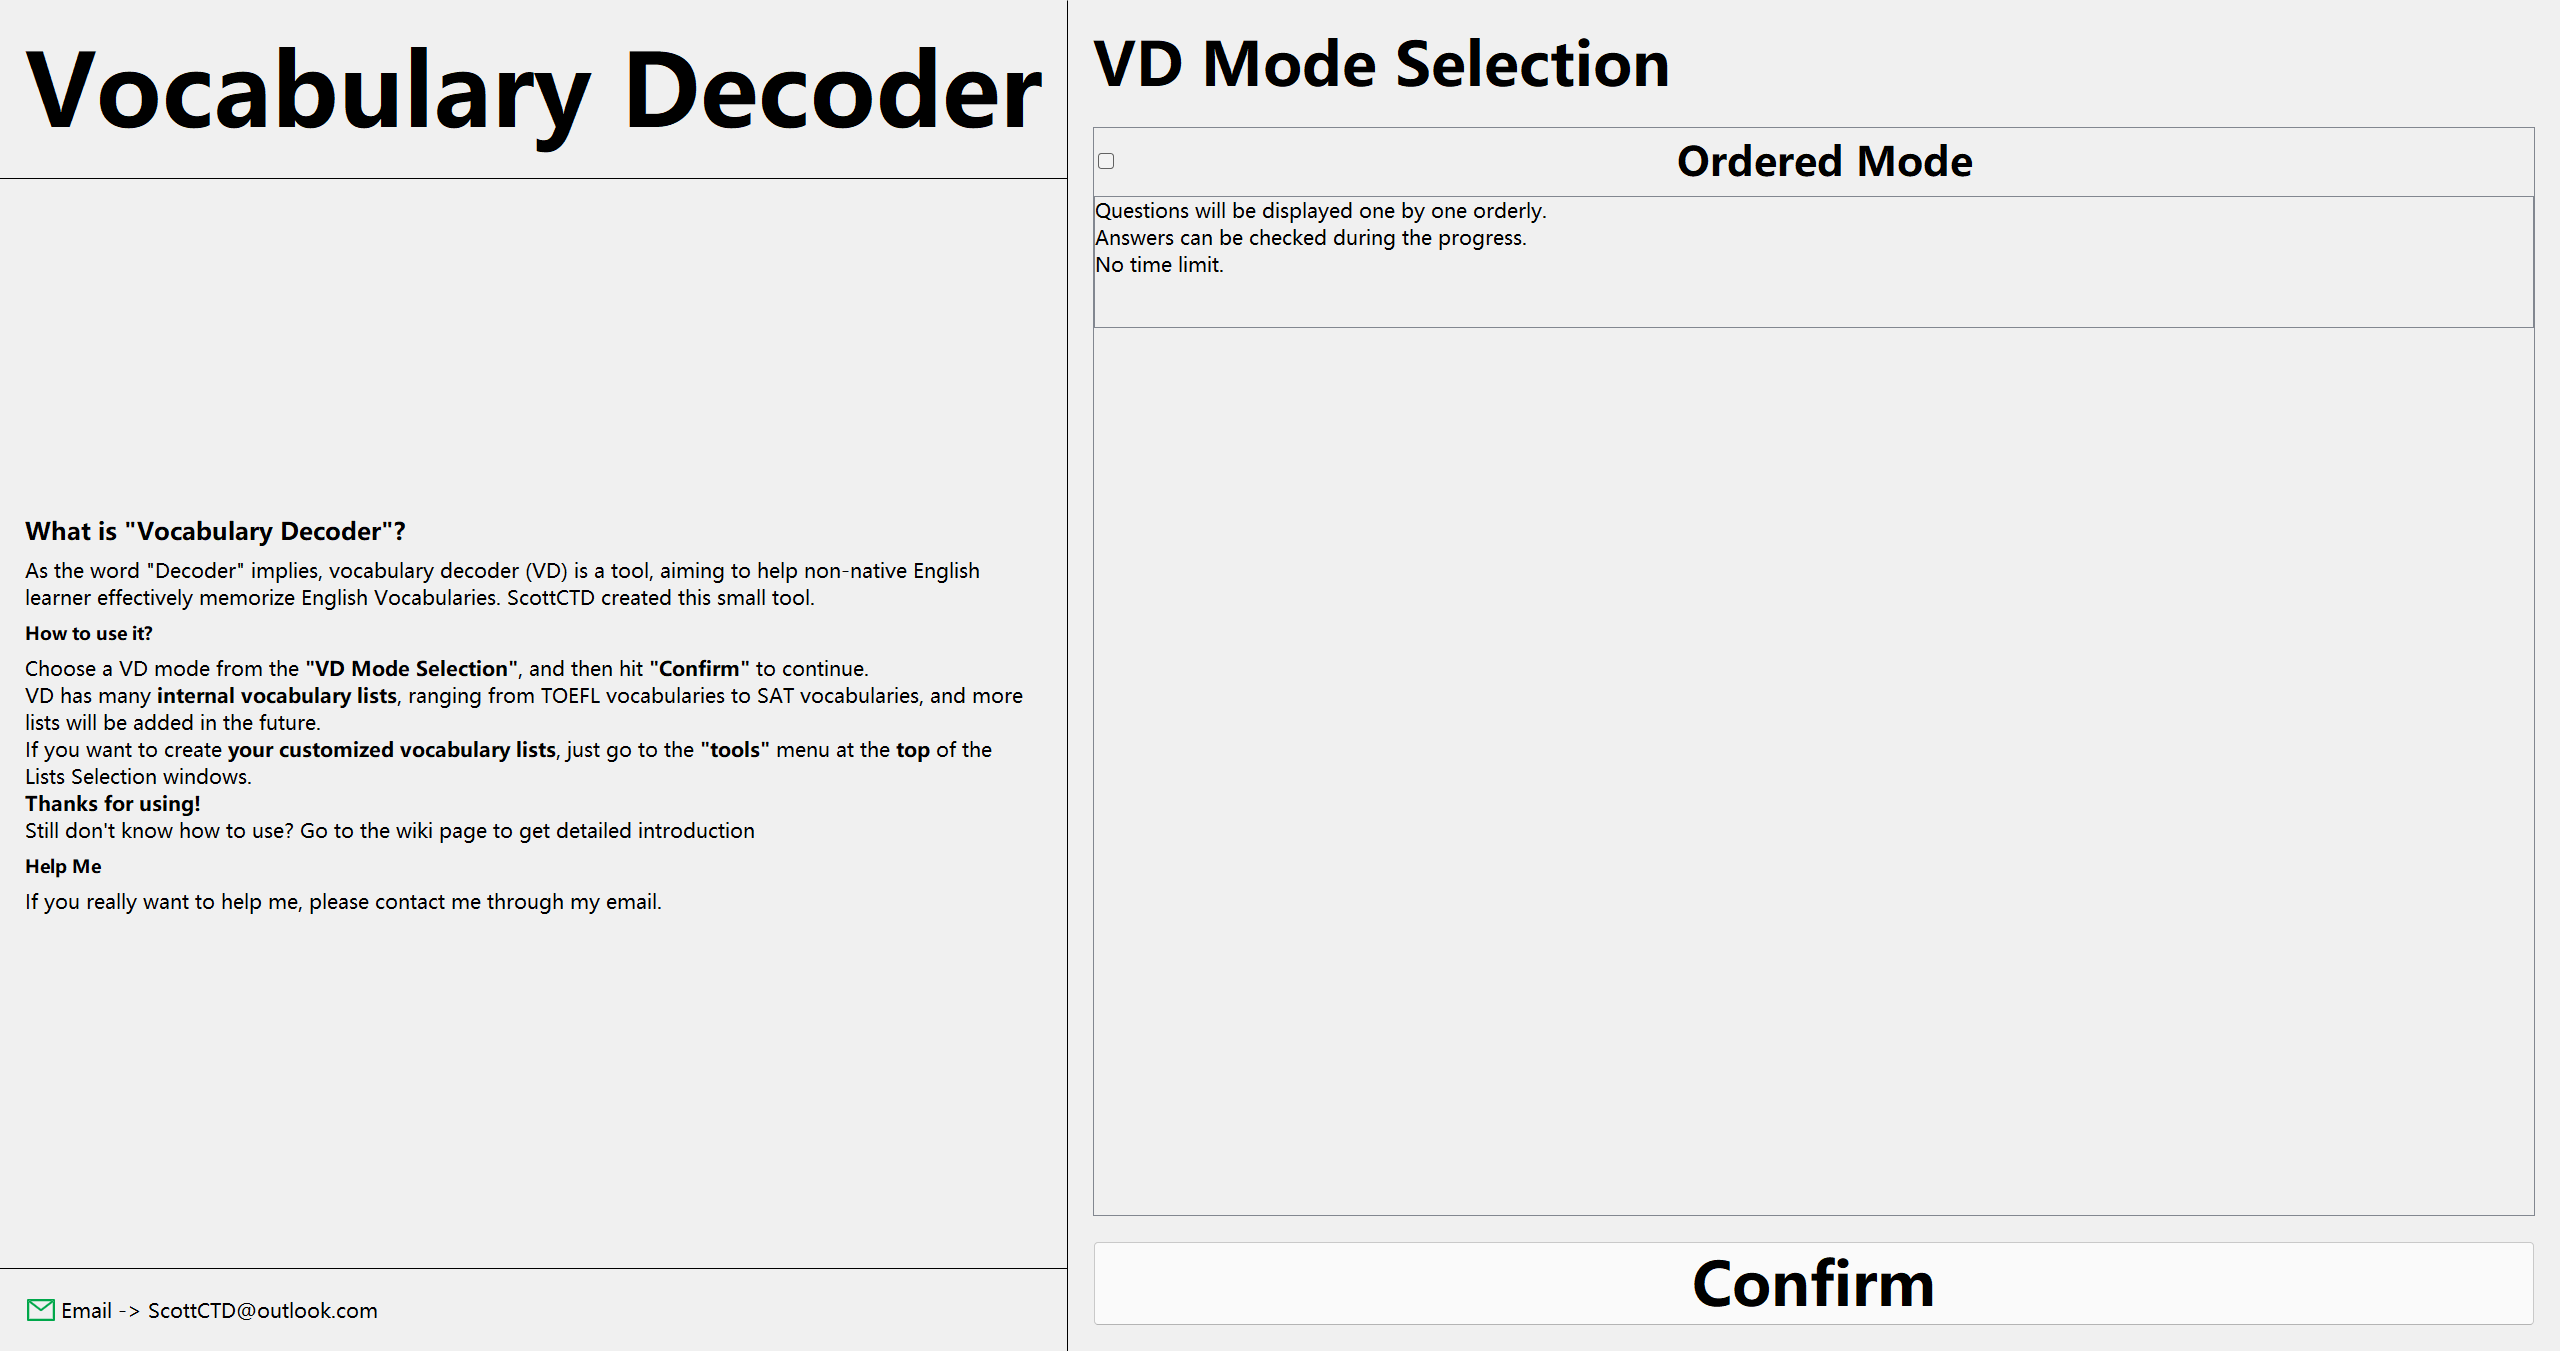 Vocabulary Decoder
What is "Vocabulary Decoder"?
As the word "Decoder" implies, vocabulary decoder (VD) is a tool, aiming to help non-native English
learner effectively memorize English Vocabularies. ScottCTD created this small tool.
How to use it?
Choose a VD mode from the "VD Mode Selection", and then hit "Confirm" to continue.
VD has many internal vocabulary lists, ranging from TOEFL vocabularies to SAT vocabularies, and more
lists will be added in the future.
If you want to create your customized vocabulary lists, just go to the "tools" menu at the top of the
Lists Selection windows.
Thanks for using!
Still don't know how to use? Go to the wiki page to get detailed introduction
Help Me
If you really want to help me, please contact me through my email.
Email -> ScottCTD@outlook.com
VD Mode Selection
Ordered Mode
Questions will be displayed one by one orderly.
Answers can be checked during the progress.
No time limit.
Confirm